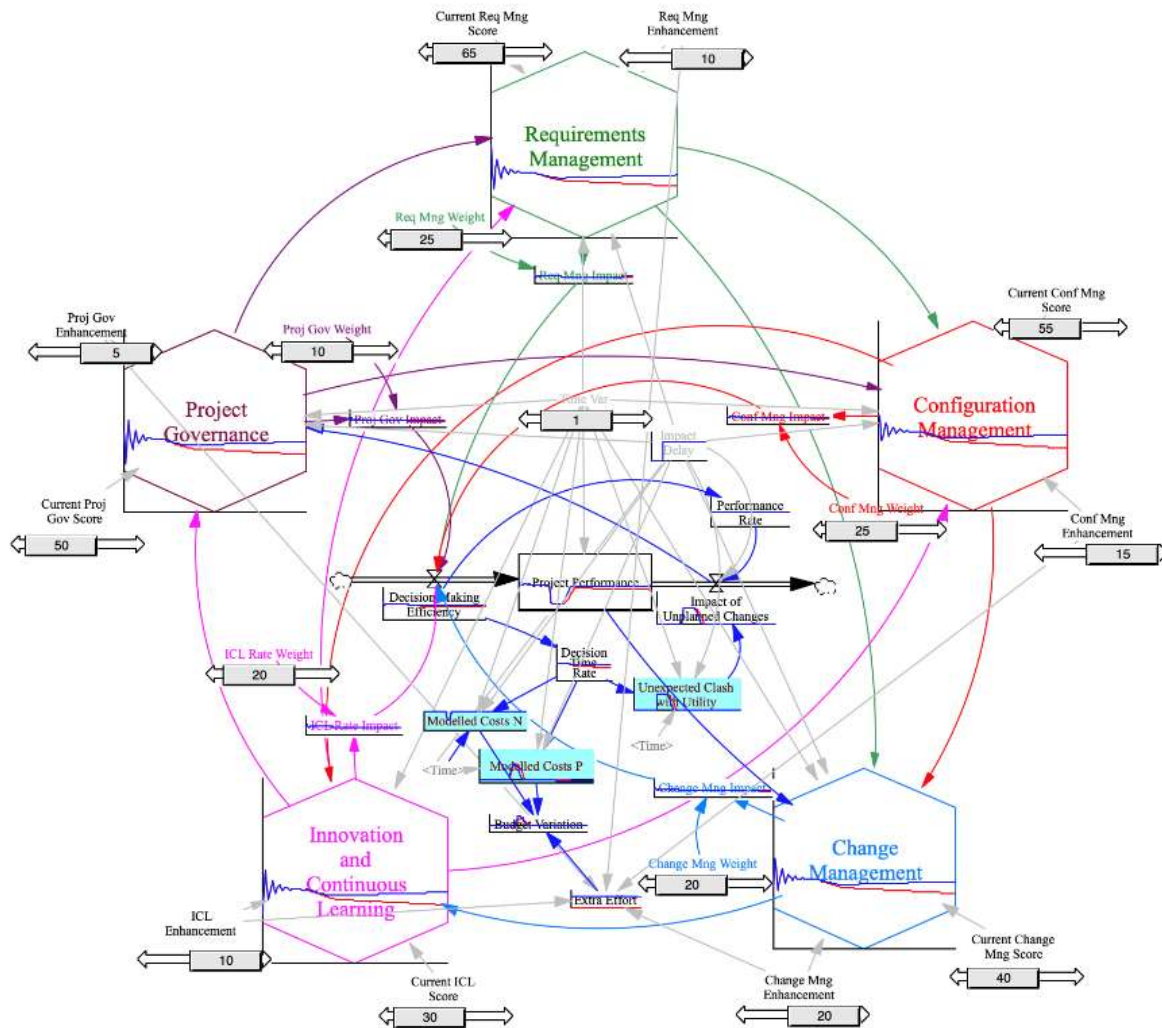 Current Req Mng
Score
65
Req Mng
Enhancement
10
Requirements
Management
Req Mng Weight
25
Req Mng Impact
Proj Gov
Enhancement
5
Proj Gov Weight
10
Project
Governance
Proj Gov Impact
Current Proj
Gov Score
50
Time Var
1
Impact
Delay
Current Conf Mng
Score
55
Configuration
Management
Conf Mng Impact
Conf Mng Weight
25
Conf Mng
Enhancement
15
Performance
Rate
Project Performance
Decision Making
Efficiency
Impact of
Unplanned Changes
Decision
Time
Rate
Unexpected Clash
with Utility
<Time>
ICL Rate Weight
20
ICL Rate Impact
Modelled Costs N
<Time>
Modelled Costs P
Budget Variation
Change Mng Impact
Change Mng Weight
20
Extra Effort
Innovation
and
Continuous
Learning
Change
Management
ICL
Enhancement
10
Current ICL
Score
30
Change Mng
Enhancement
20
Current Change
Mng Score
40